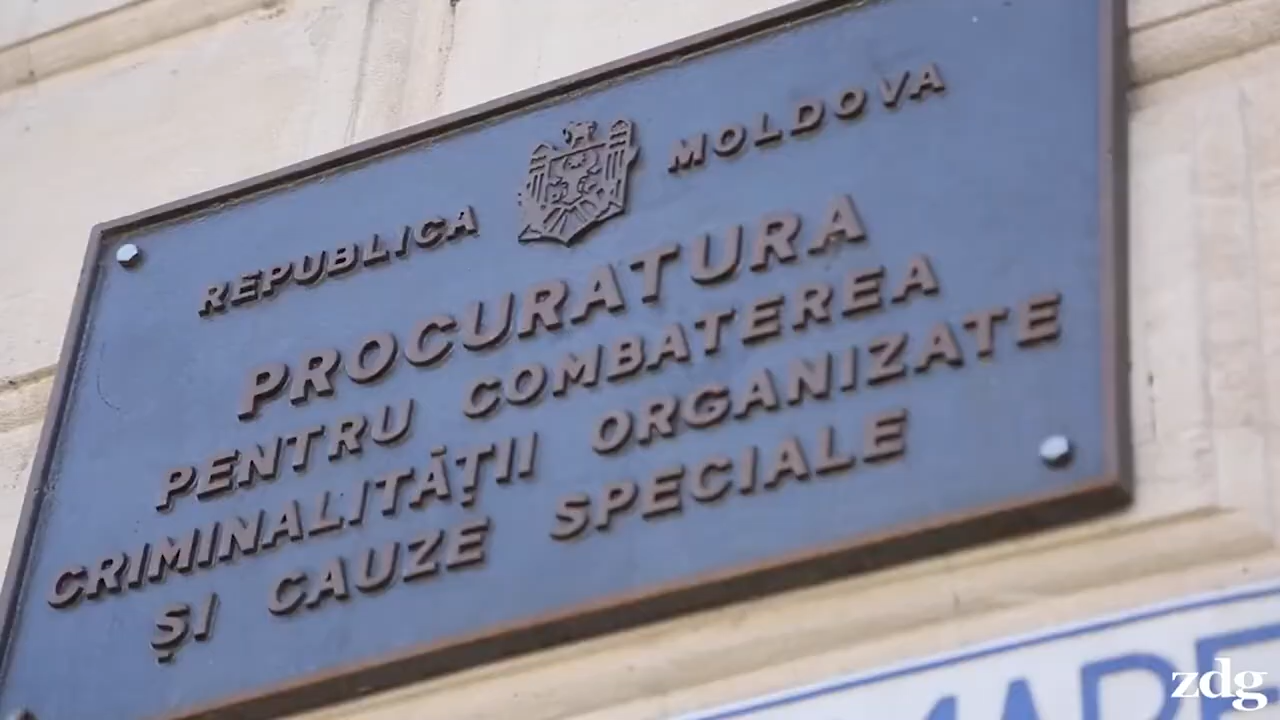 REPUBLICA MOLDOVA
PROCURATURA
PENTRU COMBATEREA
CRIMINALITĂȚII ORGANIZATE
ȘI CAUZE SPECIALE
zdg